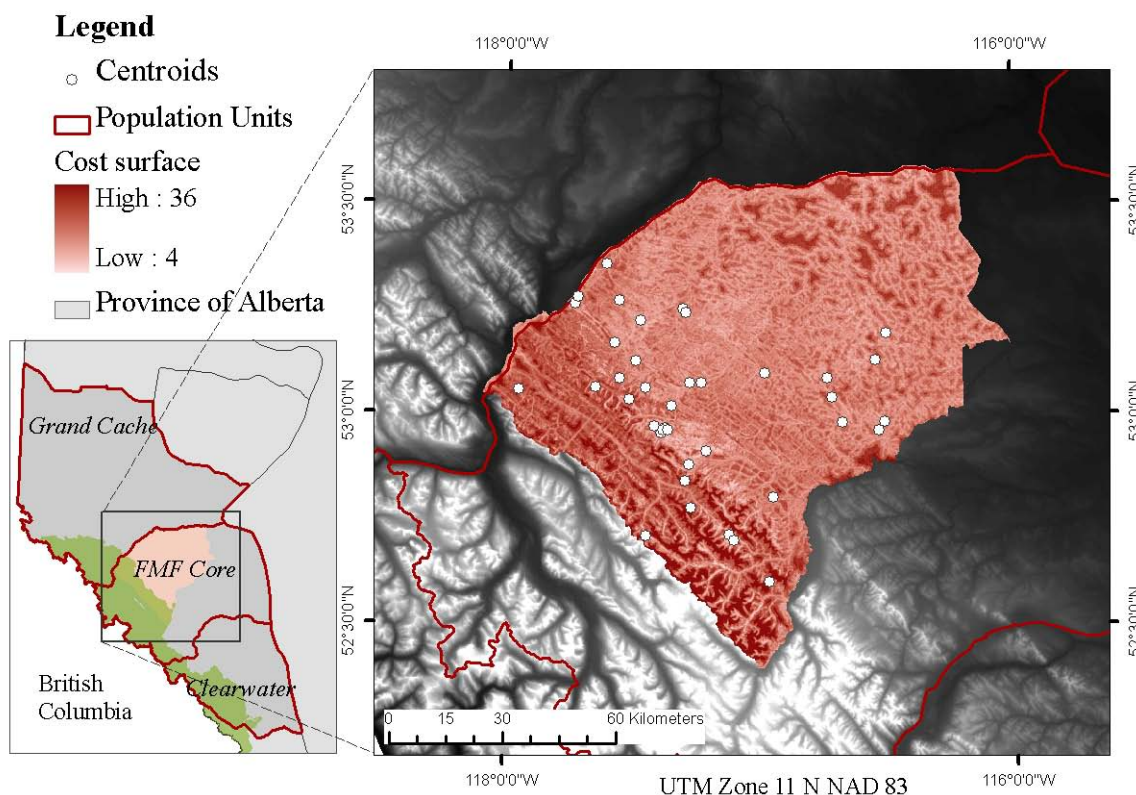 Legend
Centroids
Population Units
Cost surface
High : 36
Low : 4
Province of Alberta
Grand Cache
FMF Core
Clearwater
British
Columbia
118°0'0"W
116°0'0"W
53°30'0"N
53°0'0"N
52°30'0"N
53°30'0"N
53°0'0"N
52°30'0"N
0 15 30 60 Kilometers
118°0'0"W
116°0'0"W
UTM Zone 11 N NAD 83